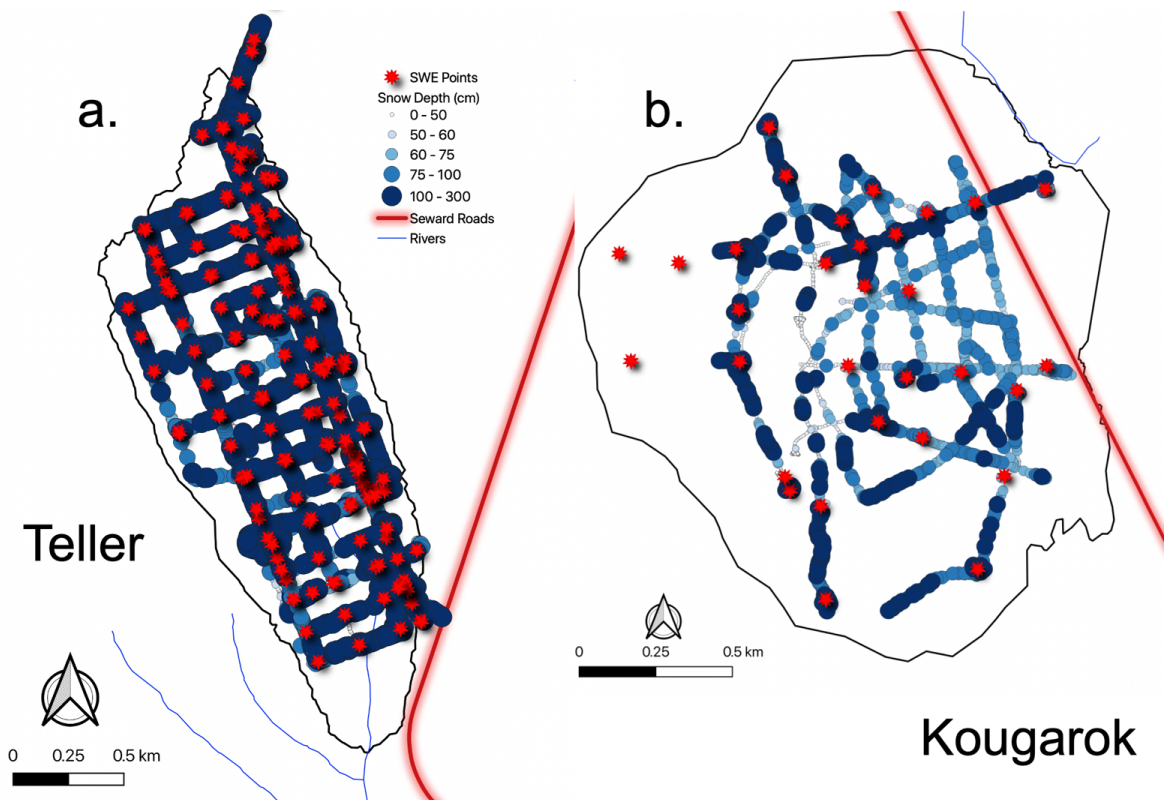 a.
SWE Points
Snow Depth (cm)
0 - 50
50 - 60
60 - 75
75 - 100
100 - 300
Seward Roads
Rivers
Teller
0 0.25 0.5 km
b.
0 0.25 0.5 km
Kougarok